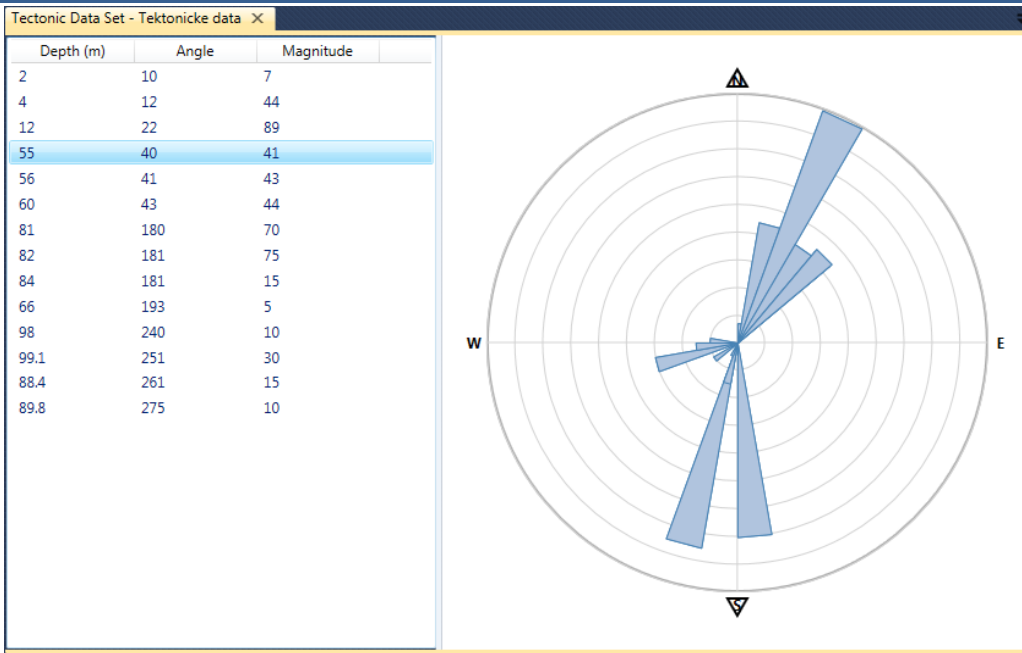 Tectonic Data Set - Tektonicke data
Depth (m) Angle Magnitude
2 10 7
4 12 44
12 22 89
55 40 41
56 41 43
60 43 44
81 180 70
82 181 75
84 181 15
66 193 5
98 240 10
99.1 251 30
88.4 261 15
89.8 275 10
N
W
E
S